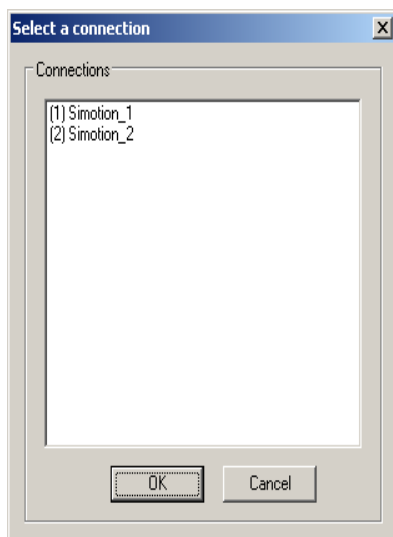 Select a connection
Connections
(1) Simotion_1
(2) Simotion_2
OK
Cancel